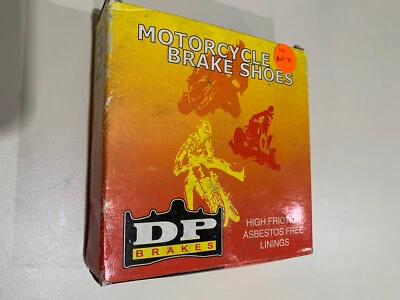 MOTORCYCLE
BRAKE SHOES
DP
BRAKES
HIGH FRICTION
ASBESTOS FREE
LININGS